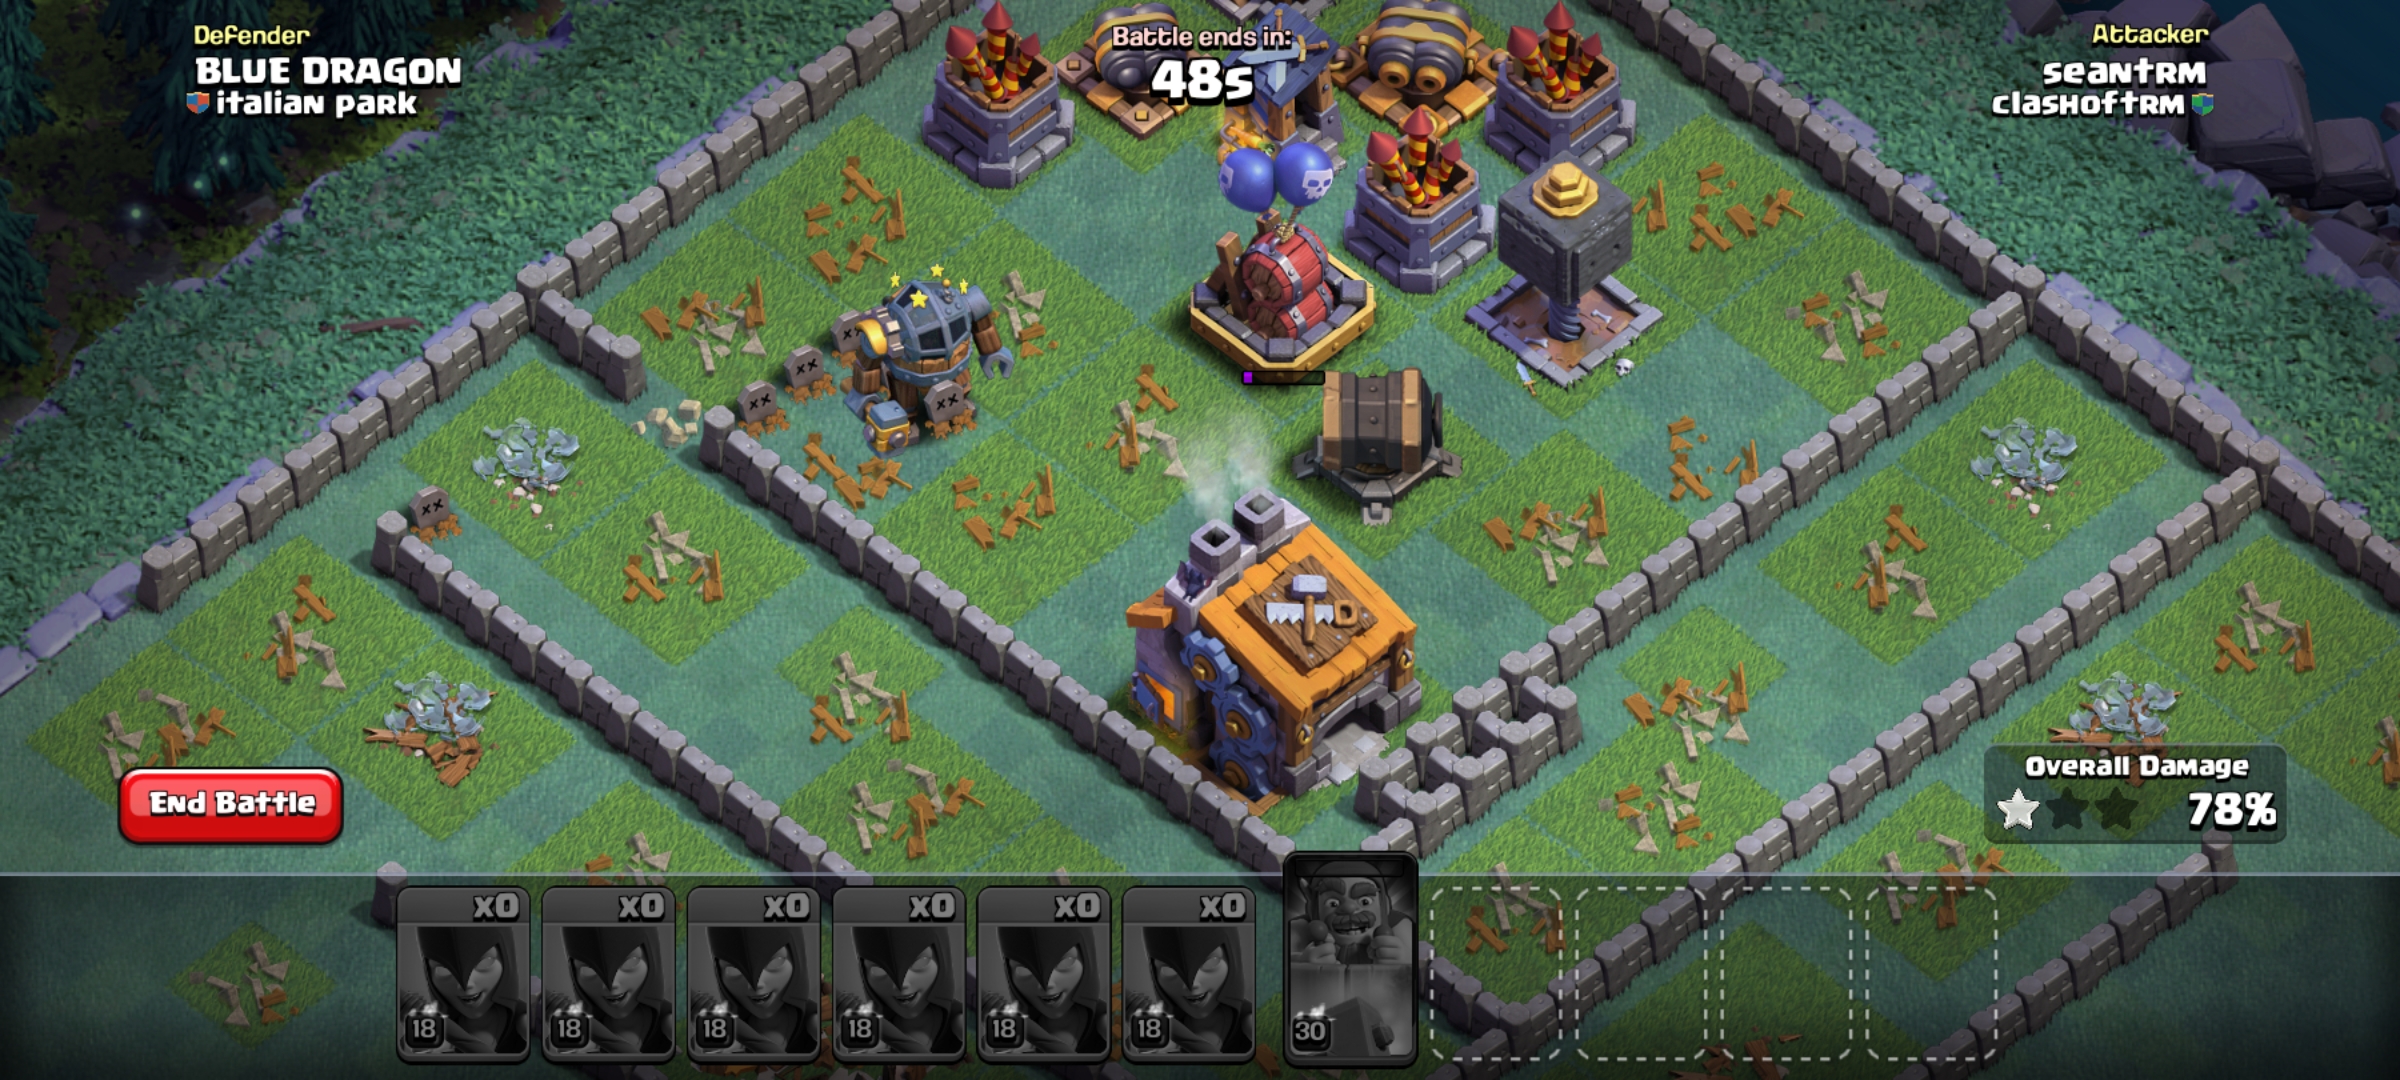 Defender
BLUE DRAGON
italian park
Battle ends in:
48s
Attacker
seantRM
clashoftRM
End Battle
Overall Damage
78%
x0
x0
x0
x0
x0
x0
18
18
18
18
18
18
30